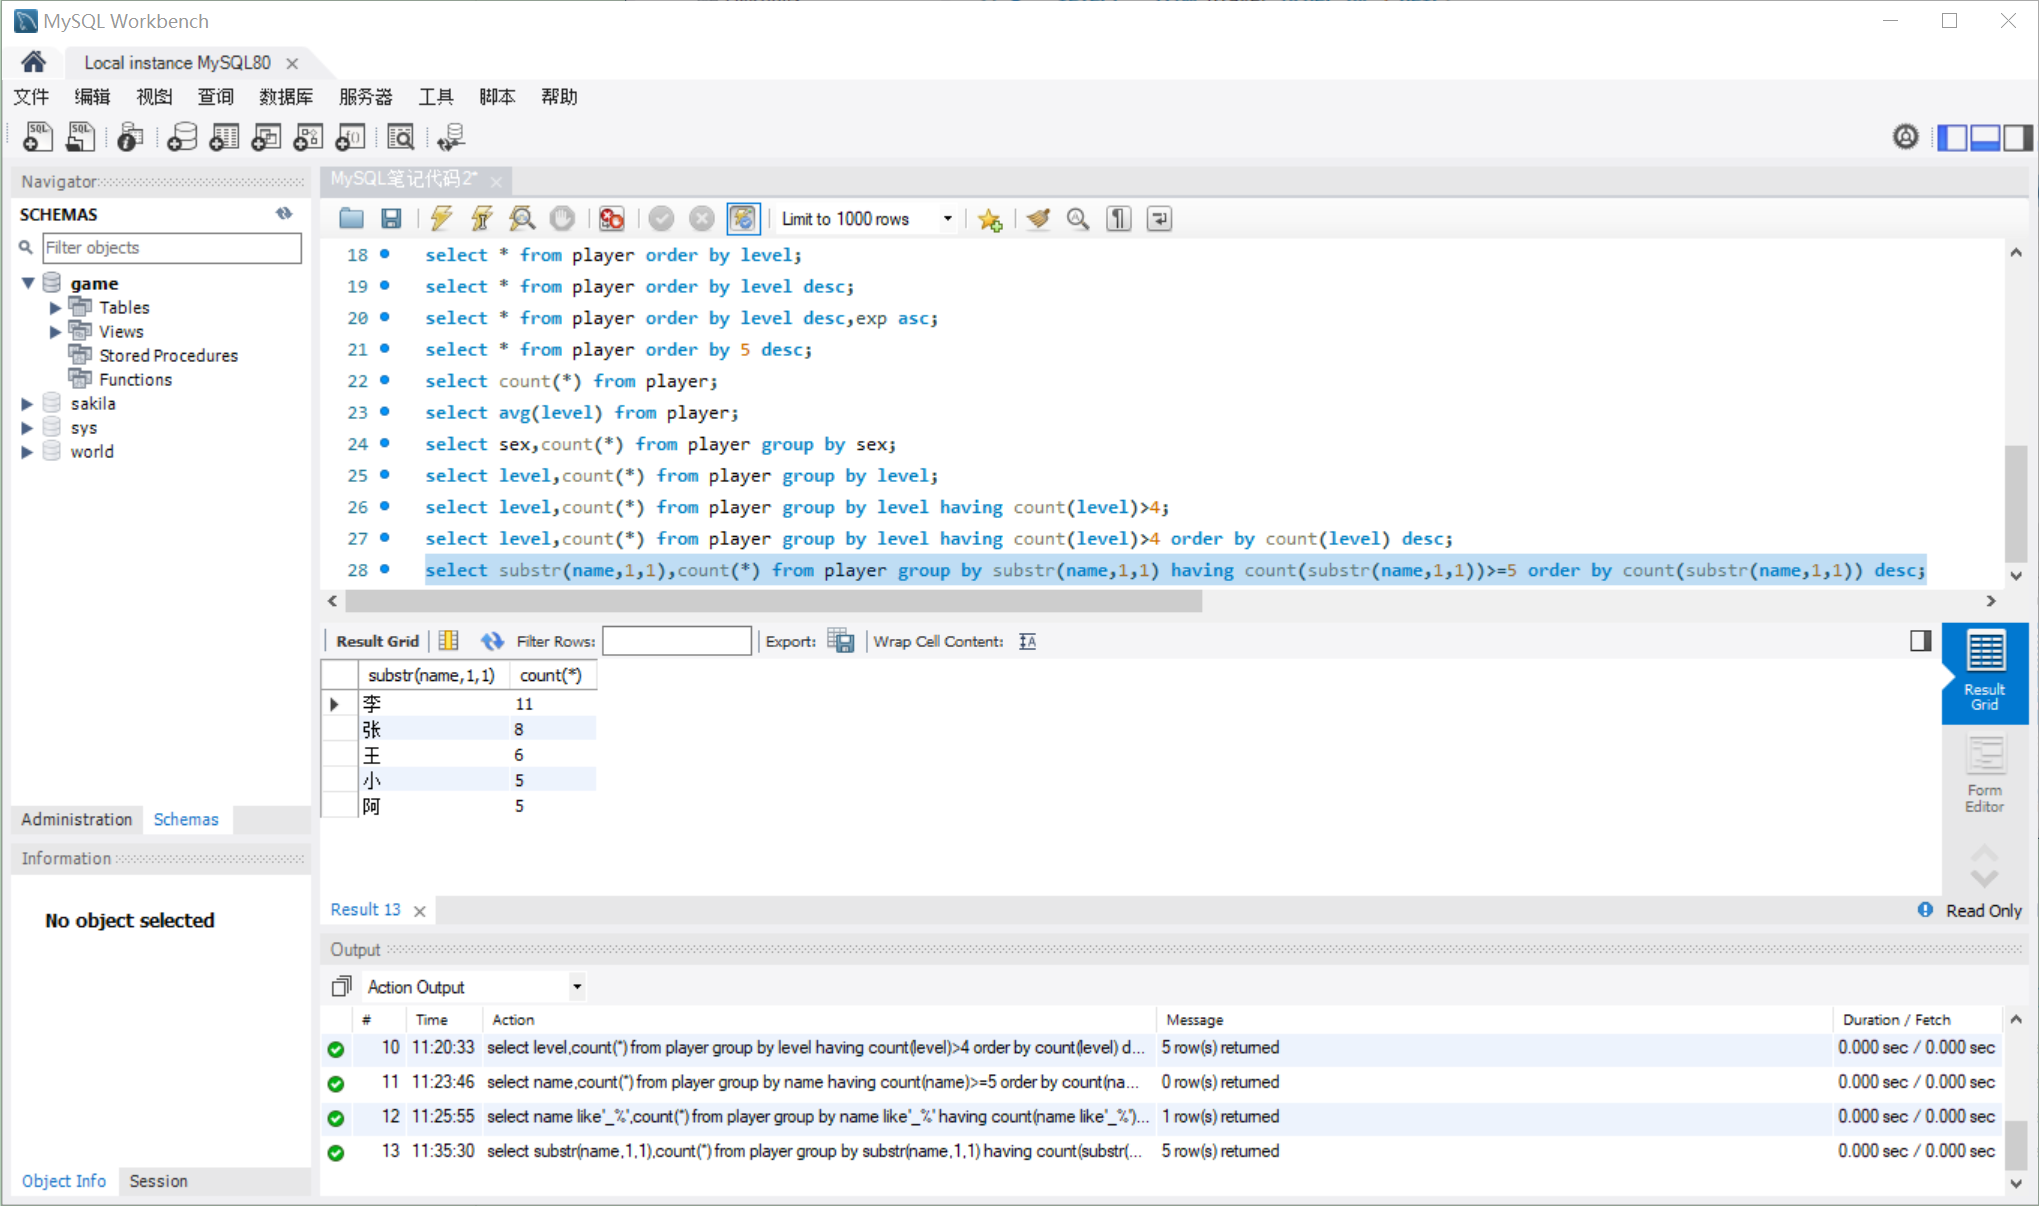 MySQL Workbench
Local instance MySQL80
文件 编辑 视图 查询 数据库 服务器 工具 脚本 帮助
Navigator
MySQL笔记代码2*
SCHEMAS
Limit to 1000 rows
Filter objects
game
Tables
Views
Stored Procedures
Functions
sakila
sys
world
18 select * from player order by level;
19 select * from player order by level desc;
20 select * from player order by level desc,exp asc;
21 select * from player order by 5 desc;
22 select count(*) from player;
23 select avg(level) from player;
24 select sex,count(*) from player group by sex;
25 select level,count(*) from player group by level;
26 select level,count(*) from player group by level having count(level)>4;
27 select level,count(*) from player group by level having count(level)>4 order by count(level) desc;
28 select substr(name,1,1),count(*) from player group by substr(name,1,1) having count(substr(name,1,1))>=5 order by count(substr(name,1,1)) desc;
Result Grid Filter Rows: Export: Wrap Cell Content:
substr(name,1,1) count(*)
李 11
张 8
王 6
小 5
阿 5
Result Grid
Form Editor
Administration Schemas
Information
No object selected
Result 13
Read Only
Output
Action Output
# Time Action Message Duration / Fetch
10 11:20:33 select level,count(*) from player group by level having count(level)>4 order by count(level) d... 5 row(s) returned 0.000 sec / 0.000 sec
11 11:23:46 select name,count(*) from player group by name having count(name)>=5 order by count(na... 0 row(s) returned 0.000 sec / 0.000 sec
12 11:25:55 select name like'_%',count(*) from player group by name like'_%' having count(name like'_%')... 1 row(s) returned 0.000 sec / 0.000 sec
13 11:35:30 select substr(name,1,1),count(*) from player group by substr(name,1,1) having count(substr(... 5 row(s) returned 0.000 sec / 0.000 sec
Object Info Session